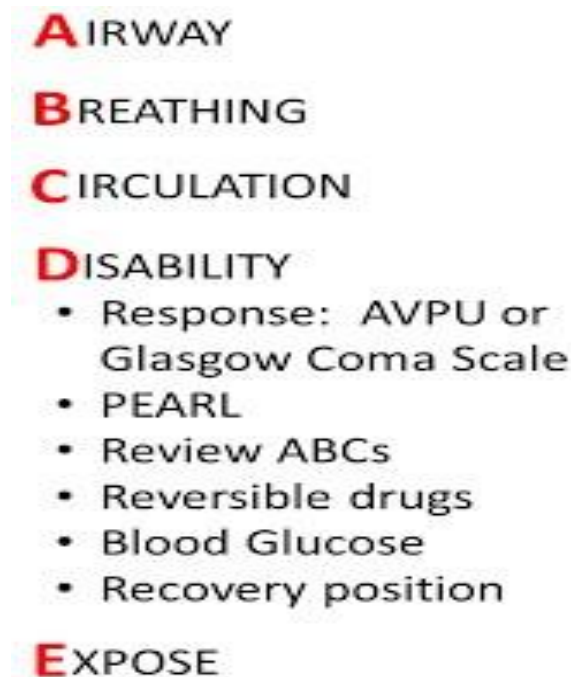 AIRWAY
BREATHING
CIRCULATION
DISABILITY
• Response: AVPU or
Glasgow Coma Scale
• PEARL
• Review ABCs
• Reversible drugs
• Blood Glucose
• Recovery position
EXPOSE